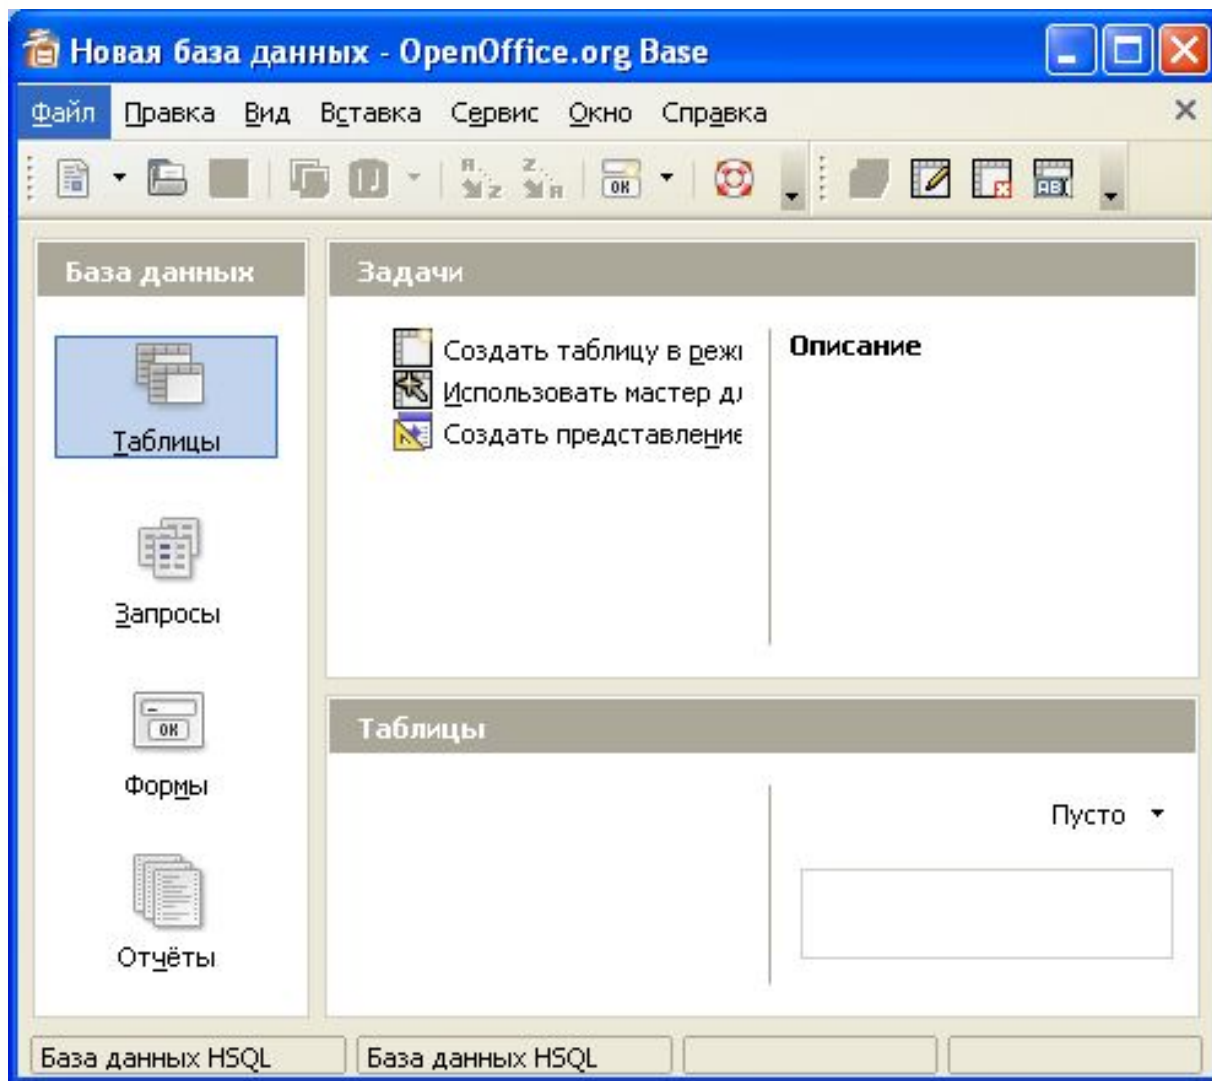 Новая база данных - OpenOffice.org Base
Файл Правка Вид Вставка Сервис Окно Справка
База данных
Таблицы
Запросы
Формы
Отчёты
Задачи
Создать таблицу в режи
Использовать мастер дл
Создать представление
Описание
Таблицы
Пусто
База данных HSQL
База данных HSQL